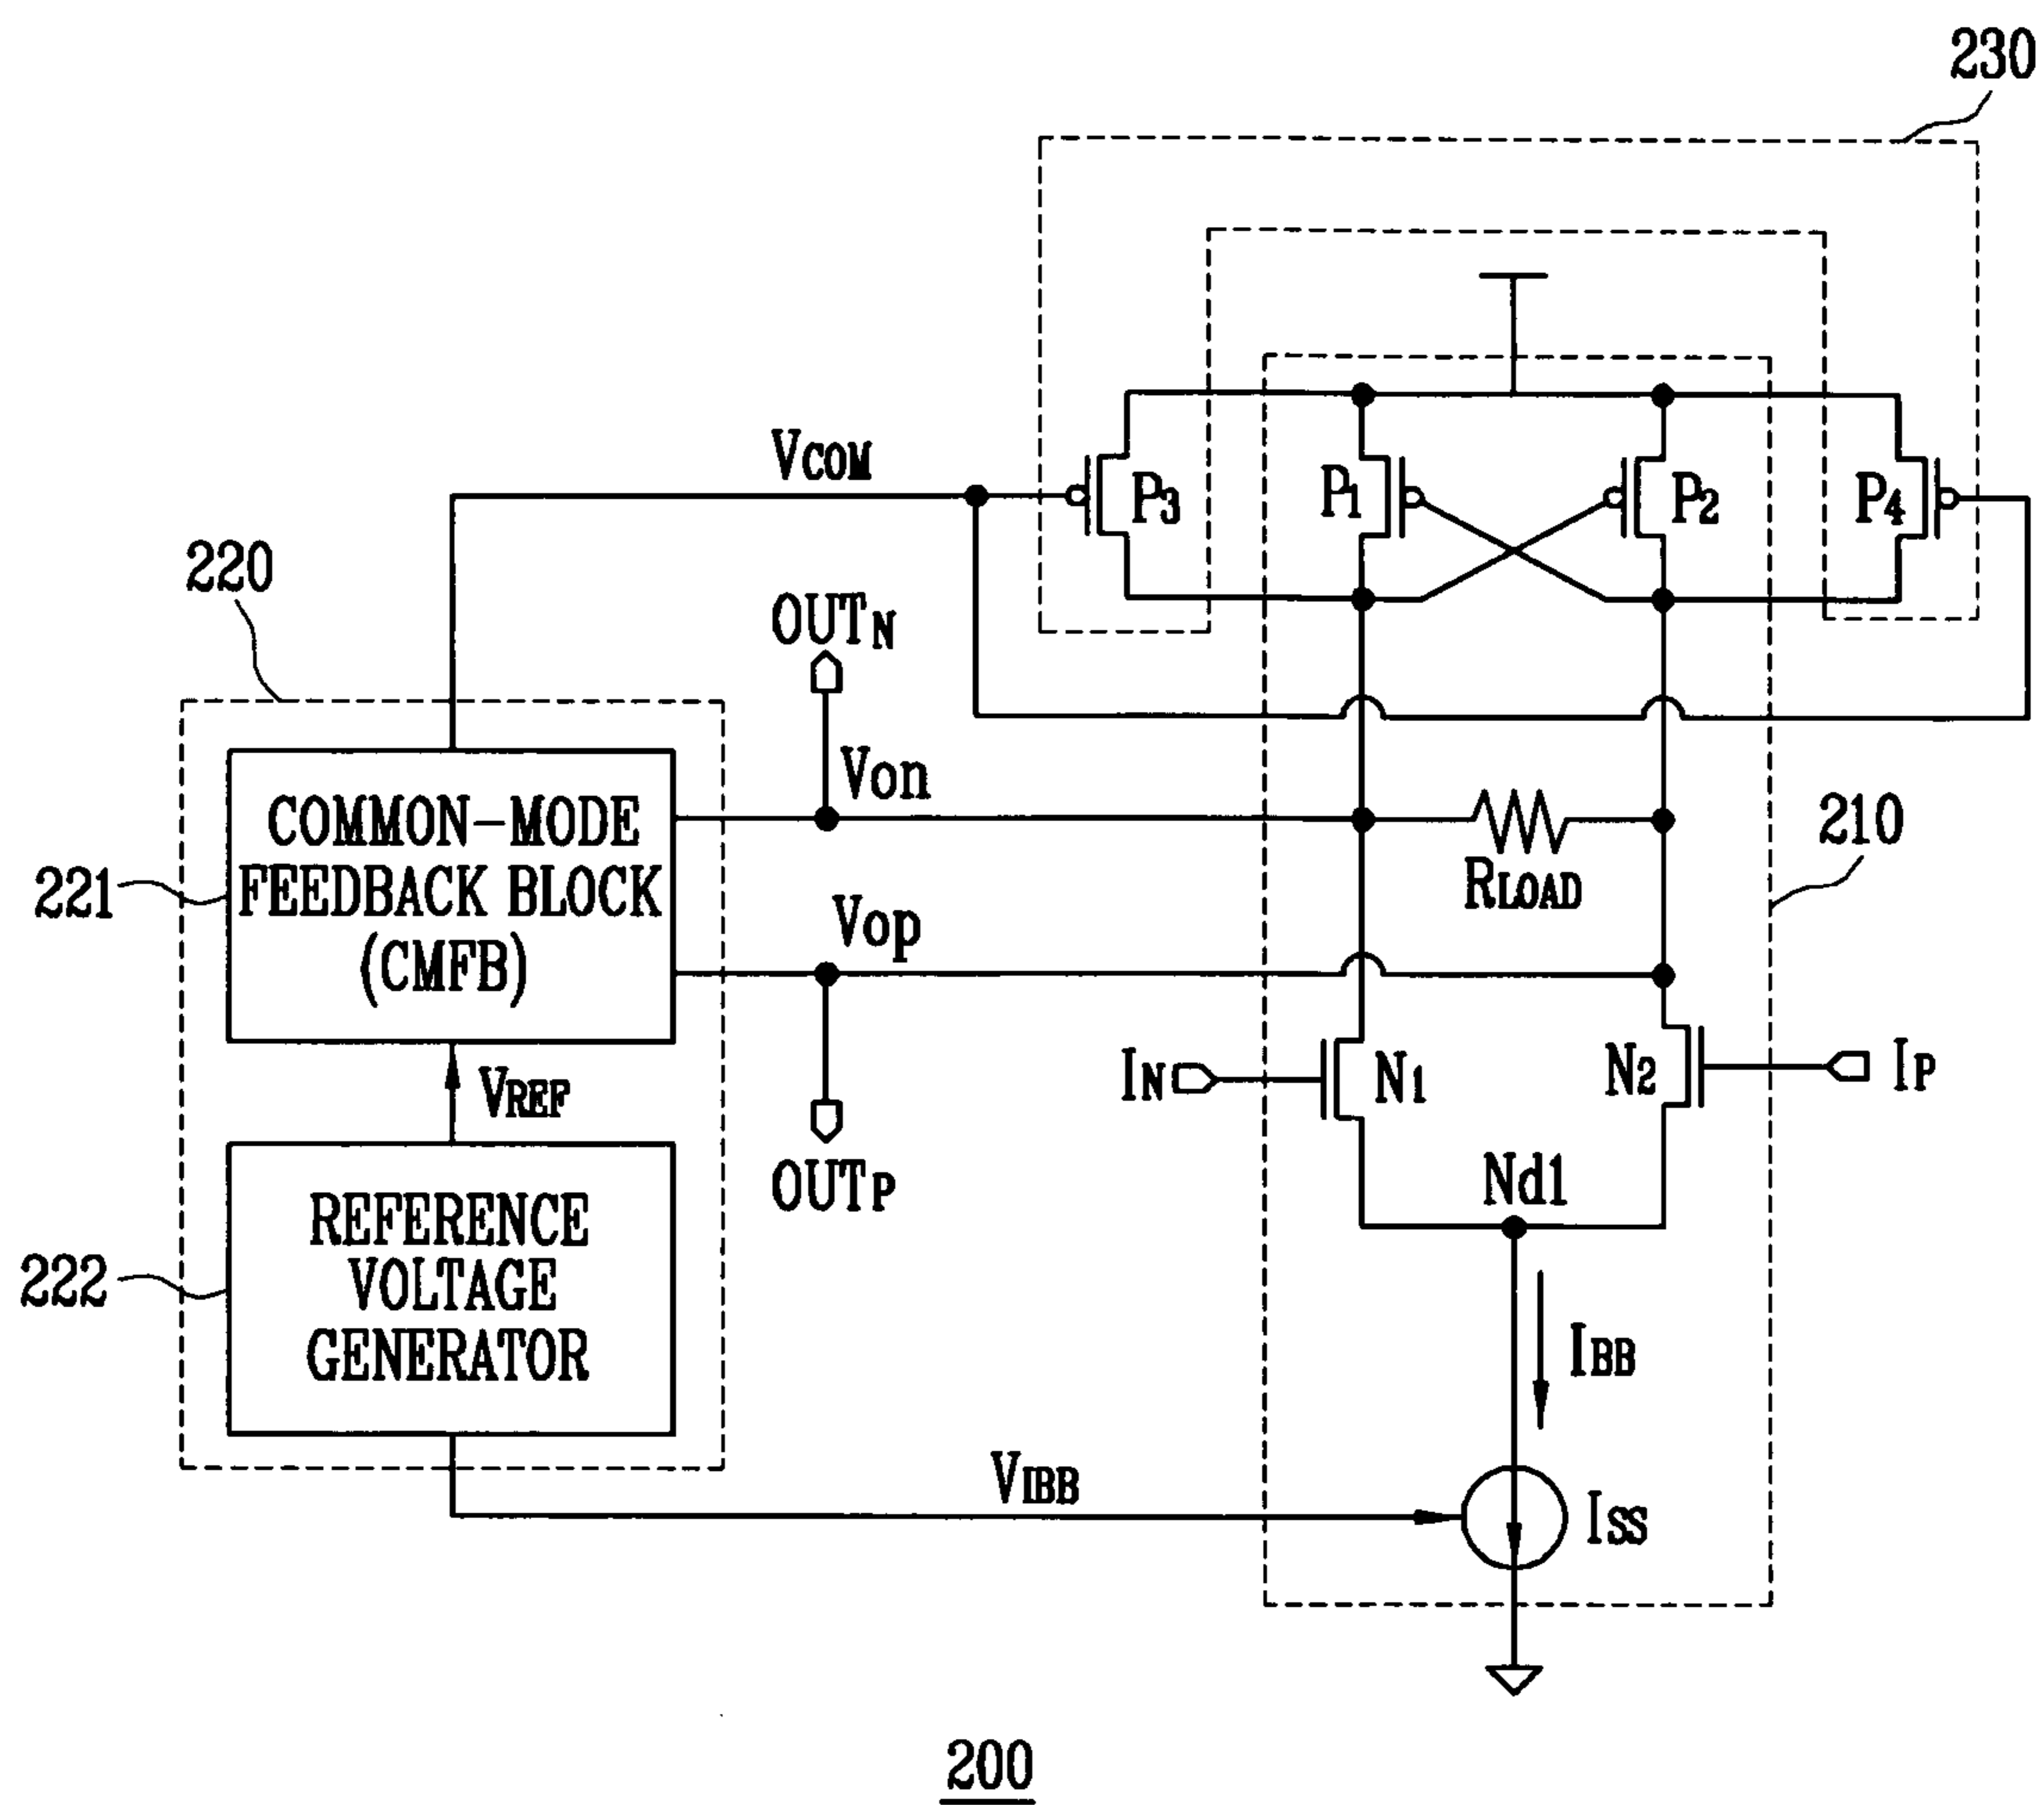 230
VCOM
P3
P1
P2
P4
220
OUTN
Von
COMMON-MODE
FEEDBACK BLOCK
(CMFB)
221
210
RLOAD
Vop
IN
N1
N2
IP
VREF
OUTP
Nd1
REFERENCE
VOLTAGE
GENERATOR
222
IBB
VIBB
ISS
200